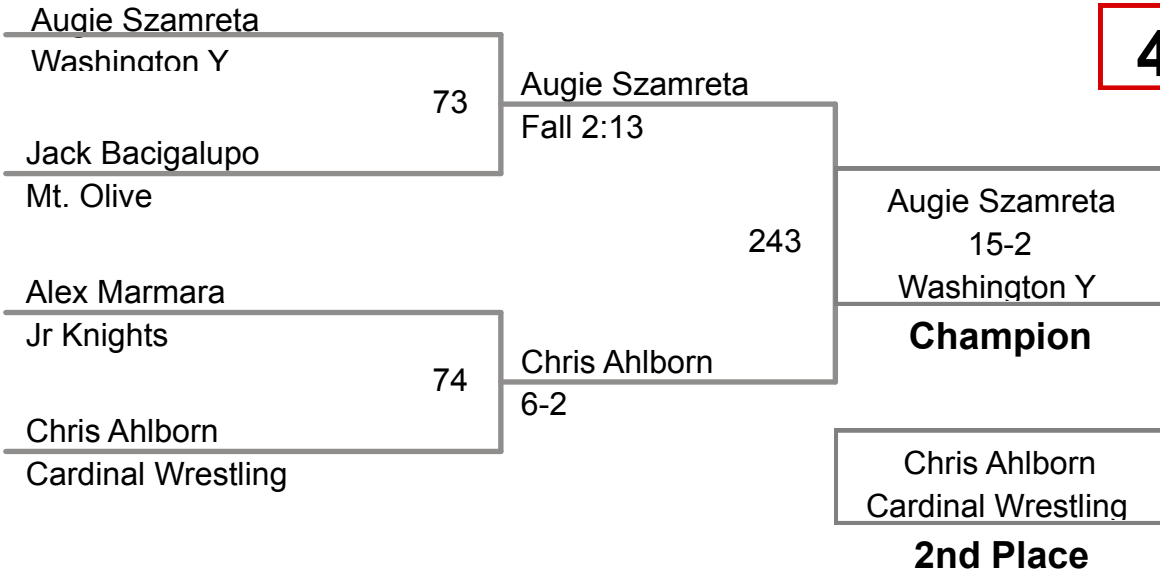 Augie Szamreta
Washington Y
73
Jack Bacigalupo
Mt. Olive
Augie Szamreta
Fall 2:13
Alex Marmara
Jr Knights
74
Chris Ahlborn
Cardinal Wrestling
Chris Ahlborn
6-2
243
4
Augie Szamreta
15-2
Washington Y
Champion
Chris Ahlborn
Cardinal Wrestling
2nd Place